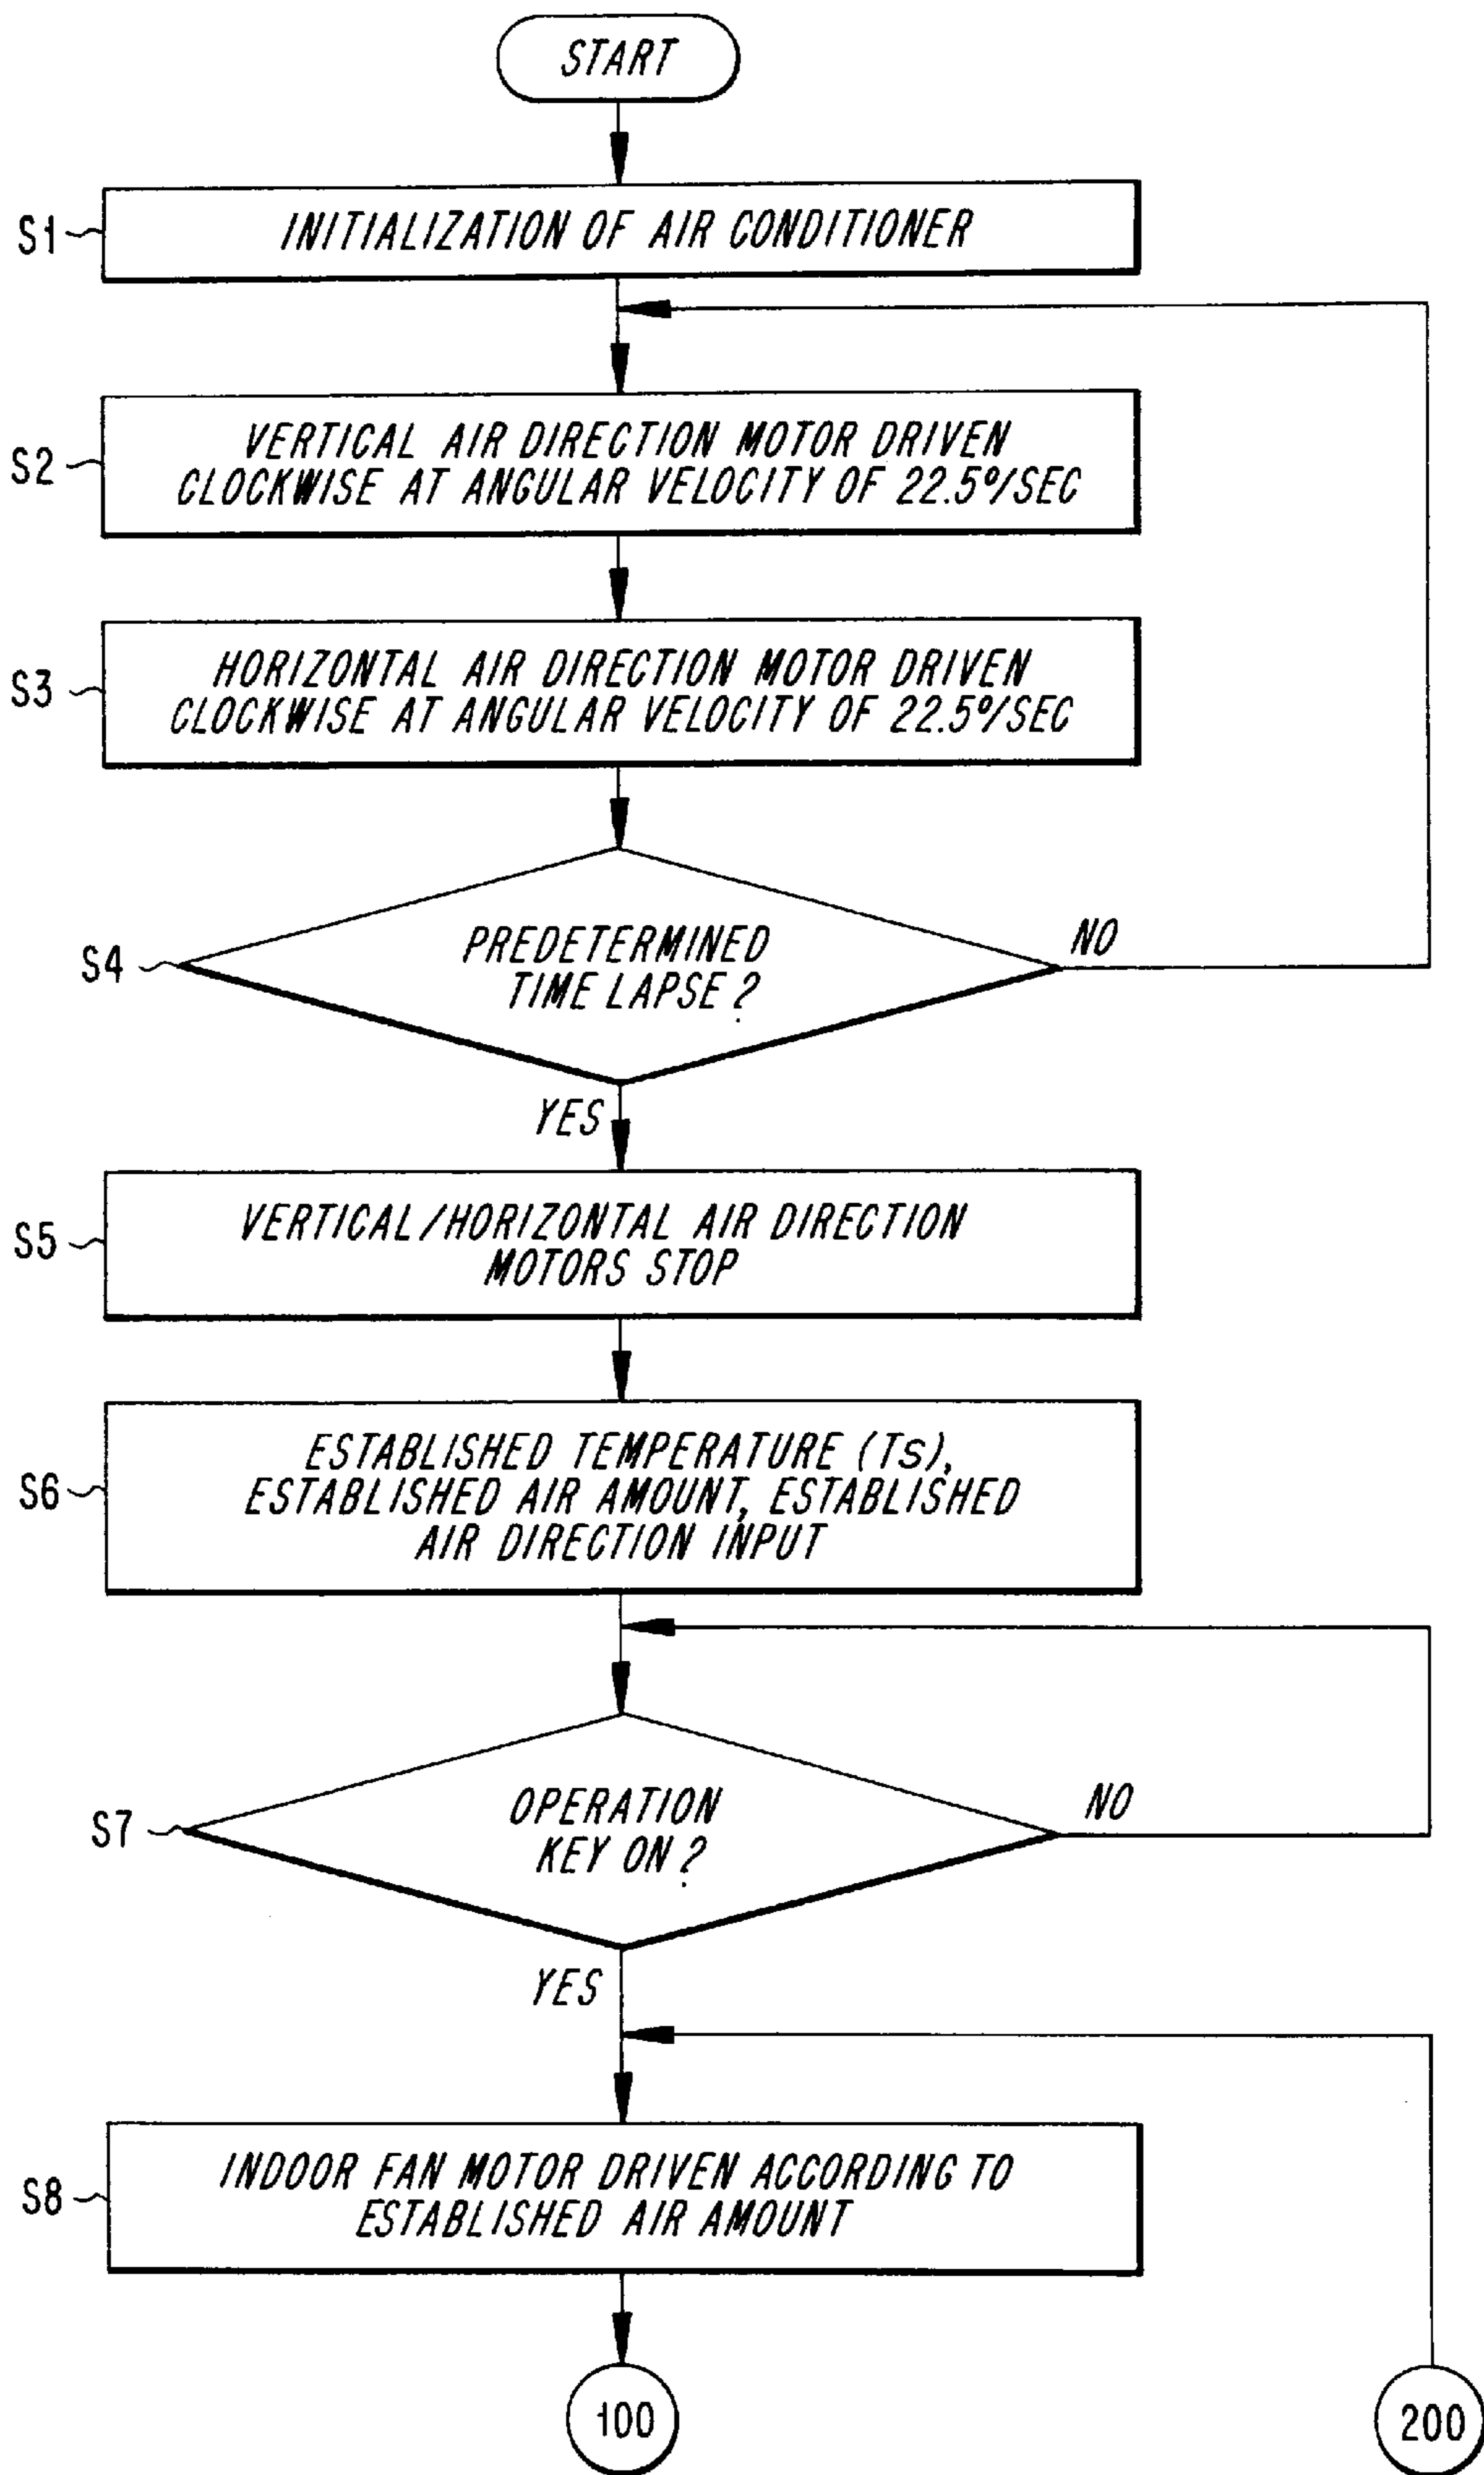 START
S1
INITIALIZATION OF AIR CONDITIONER
S2
VERTICAL AIR DIRECTION MOTOR DRIVEN
CLOCKWISE AT ANGULAR VELOCITY OF 22.5°/SEC
S3
HORIZONTAL AIR DIRECTION MOTOR DRIVEN
CLOCKWISE AT ANGULAR VELOCITY OF 22.5°/SEC
S4
PREDETERMINED
TIME LAPSE?
NO
YES
S5
VERTICAL/HORIZONTAL AIR DIRECTION
MOTORS STOP
S6
ESTABLISHED TEMPERATURE (Ts),
ESTABLISHED AIR AMOUNT, ESTABLISHED
AIR DIRECTION INPUT
S7
OPERATION
KEY ON?
NO
YES
S8
INDOOR FAN MOTOR DRIVEN ACCORDING TO
ESTABLISHED AIR AMOUNT
100
200